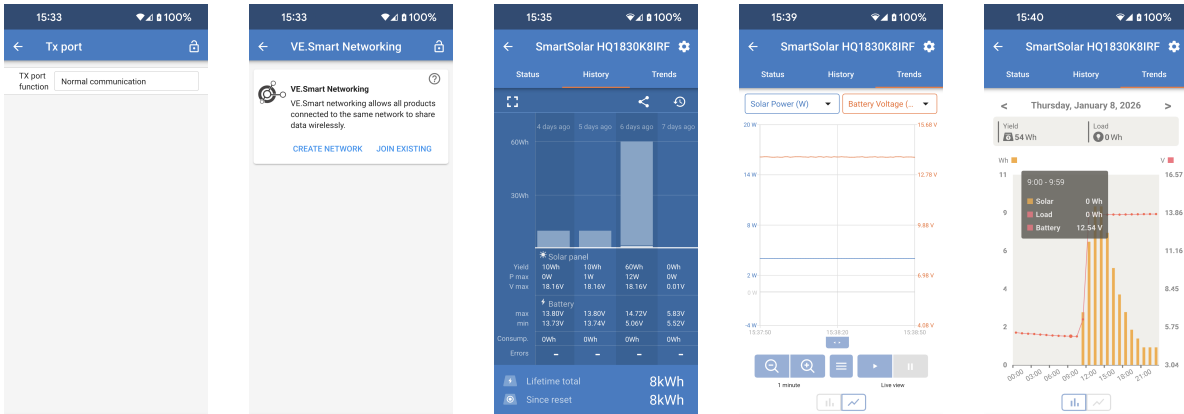 15:33
100%
Tx port
TX port
function
Normal communication
15:33
100%
VE.Smart Networking
VE.Smart Networking
VE.Smart networking allows all products
connected to the same network to share
data wirelessly.
CREATE NETWORK JOIN EXISTING
15:35
100%
SmartSolar HQ1830K8IRF
Status History Trends
4 days ago 5 days ago 6 days ago 7 days ago
60Wh
30Wh
Solar panel
Yield 10Wh 10Wh 60Wh 0Wh
P max 0W 1W 12W 0W
V max 18.16V 18.16V 18.16V 0.01V
Battery
max 13.80V 13.80V 14.72V 5.83V
min 13.73V 13.74V 5.06V 5.52V
Consump. 0Wh 0Wh 0Wh 0Wh
Errors – – – –
Lifetime total 8kWh
Since reset 8kWh
15:39
100%
SmartSolar HQ1830K8IRF
Status History Trends
Solar Power (W) Battery Voltage (...
20 W 15.68 V
14 W 12.78 V
8 W 9.88 V
2 W 6.98 V
0 W
-4 W 4.08 V
15:37:50 15:38:20 15:38:50
- -
1 minute Live view
15:40
100%
SmartSolar HQ1830K8IRF
Status History Trends
< Thursday, January 8, 2026 >
Yield Load
54 Wh 0 Wh
Wh V
11 16.57
9 13.86
11.16
6
4 8.45
2 5.75
0 3.04
9:00 - 9:59
Solar 0 Wh
Load 0 Wh
Battery 12.54 V
00:00 03:00 06:00 09:00 12:00 15:00 18:00 21:00